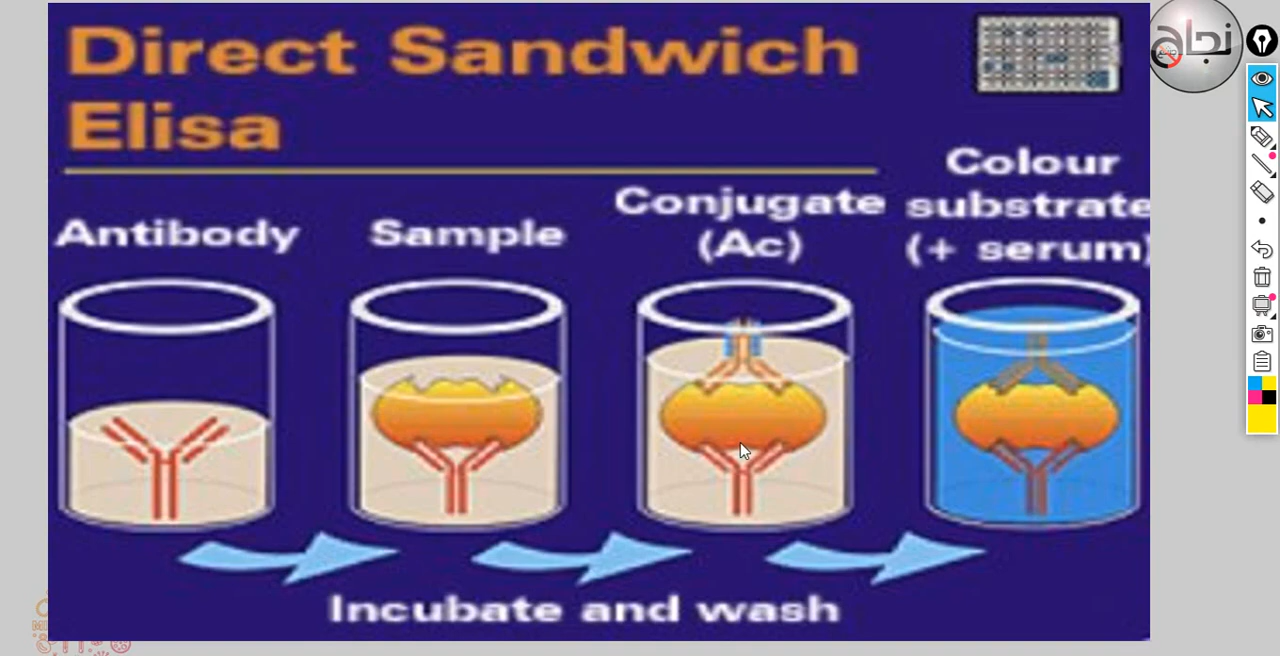 Direct Sandwich
Elisa
Antibody
Sample
Conjugate
(Ac)
Colour
substrate
(+ serum)
Incubate and wash